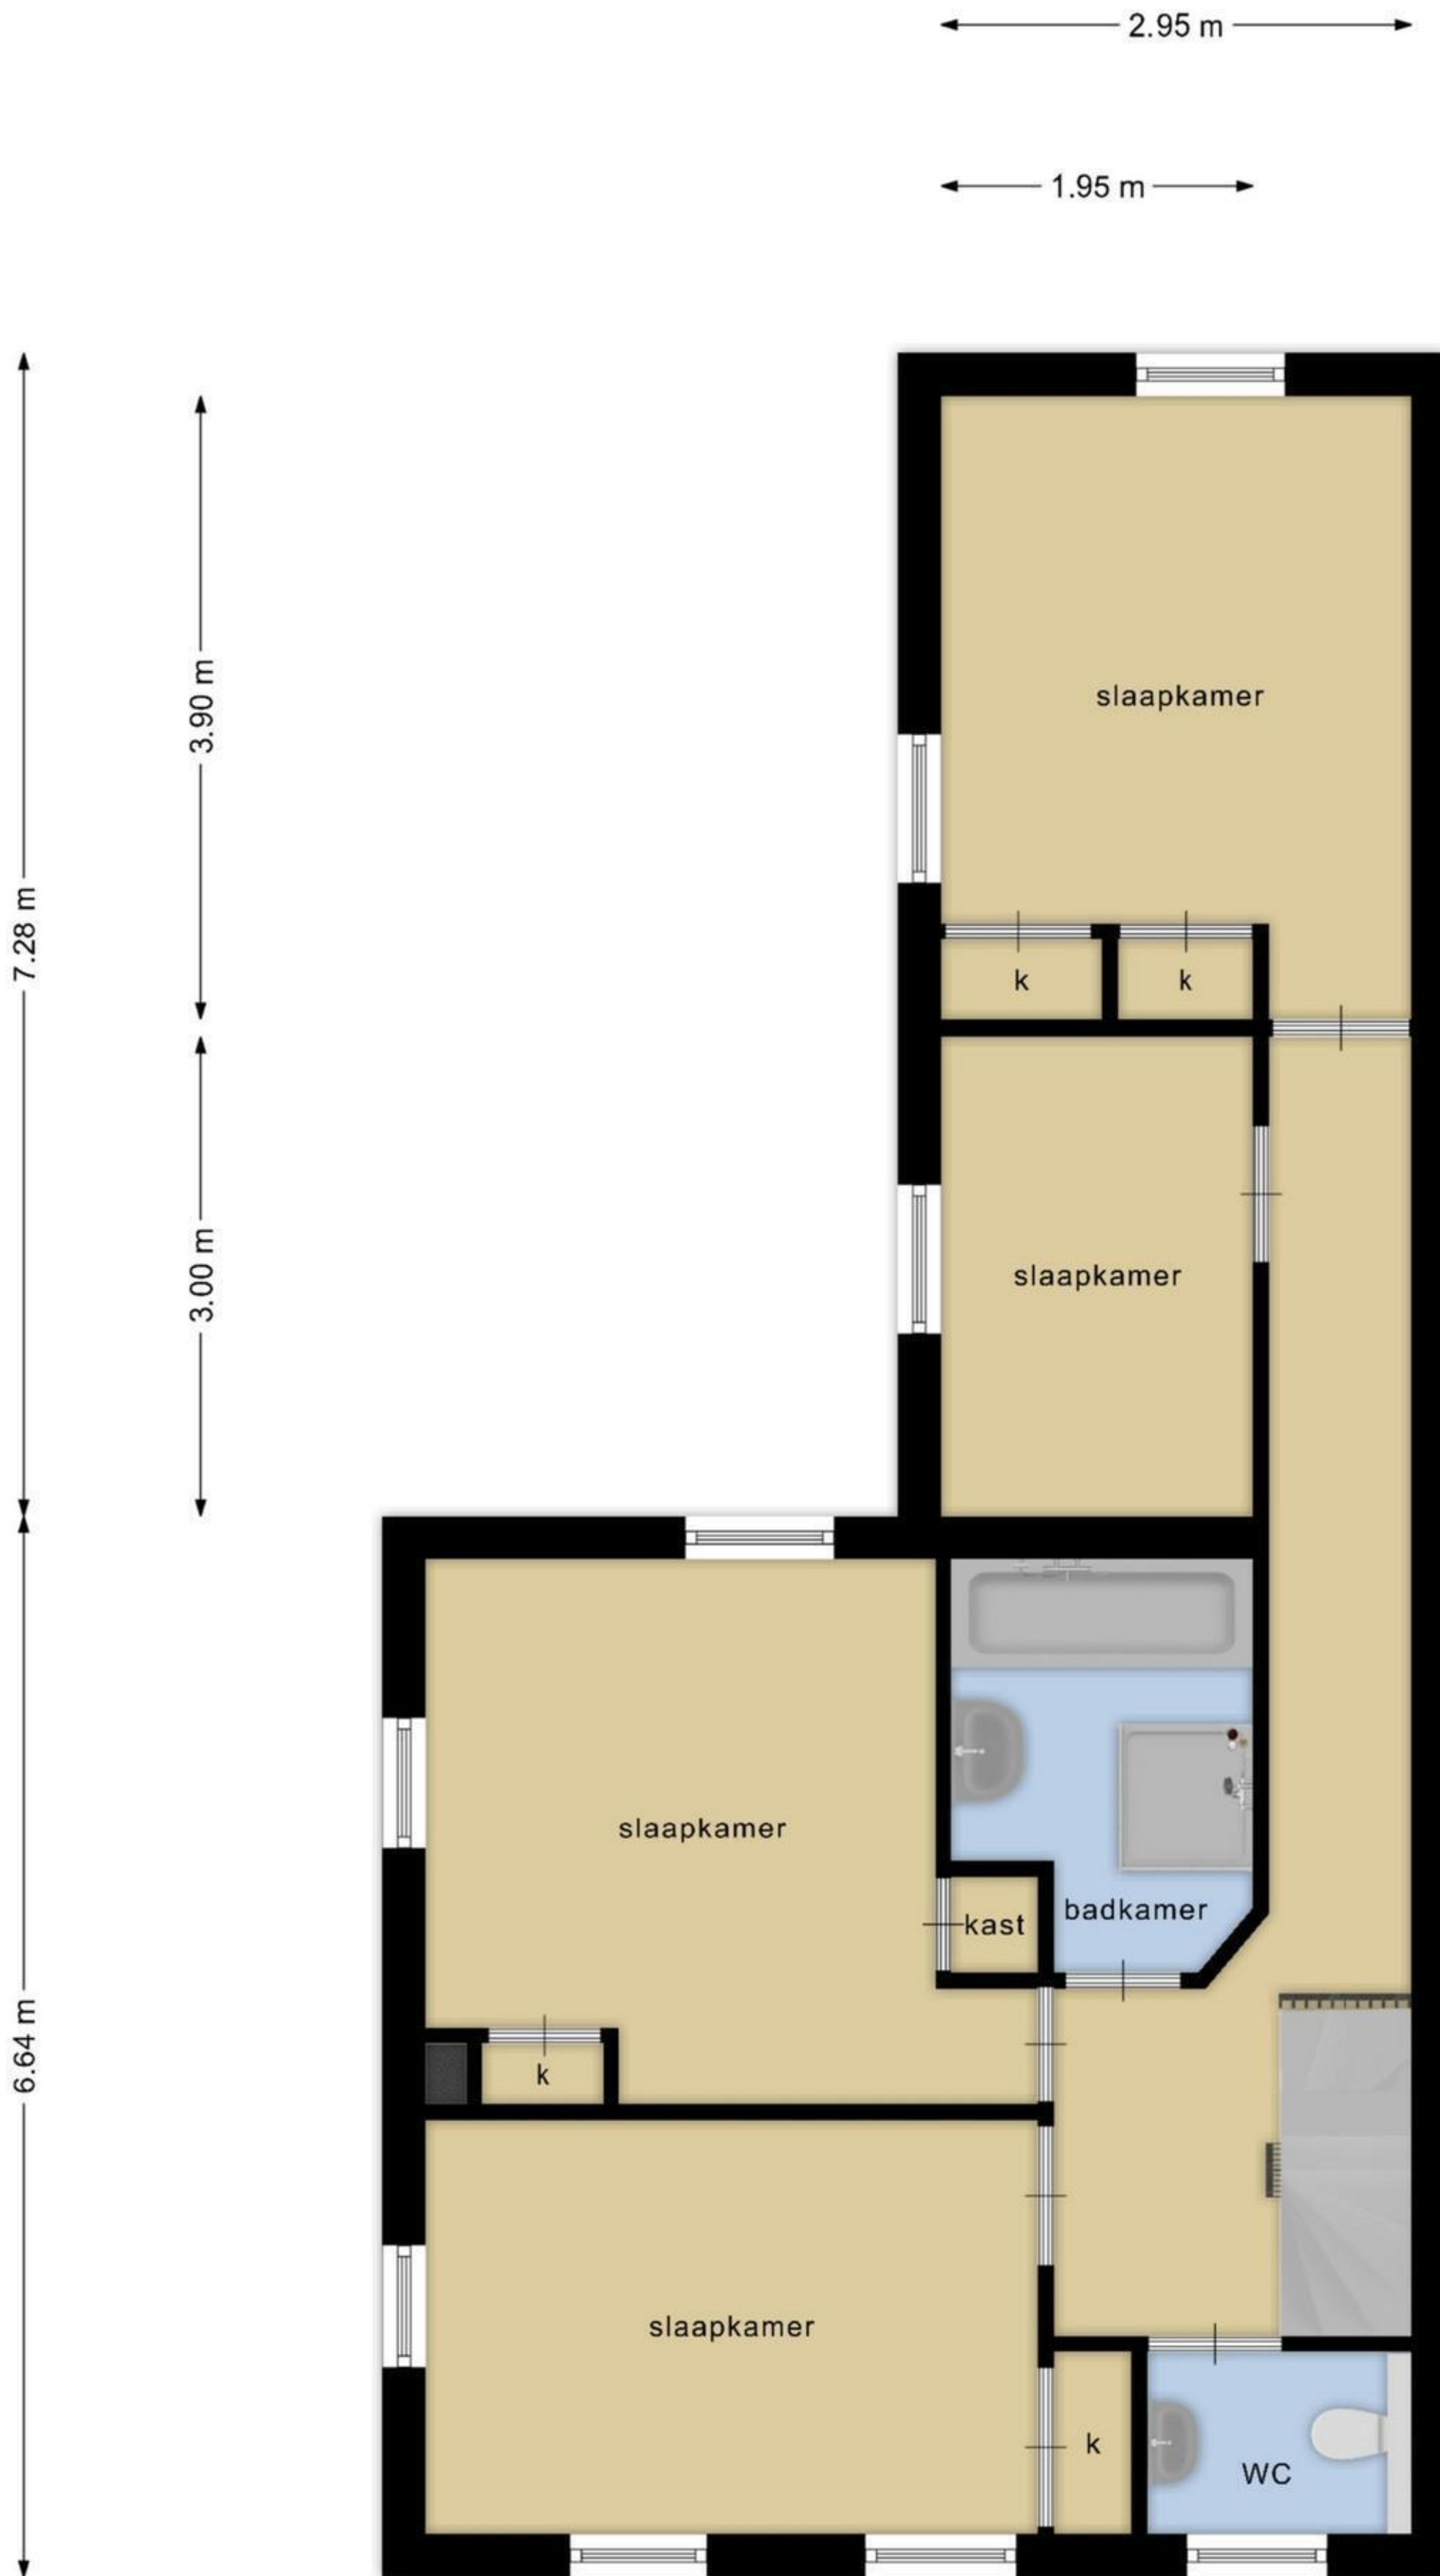 2.95 m
1.95 m
7.28 m
3.90 m
slaapkamer
k
k
3.00 m
slaapkamer
6.64 m
slaapkamer
kast
badkamer
k
slaapkamer
k
WC